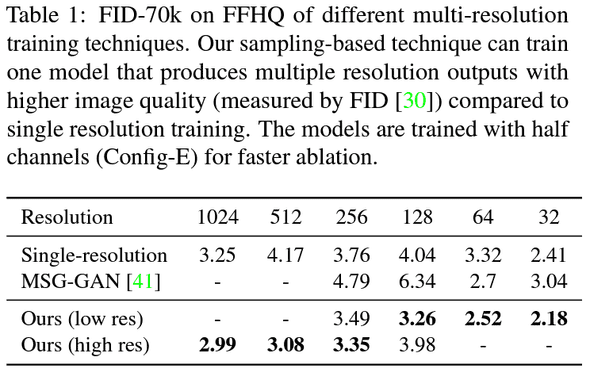 Table 1: FID-70k on FFHQ of different multi-resolution
training techniques. Our sampling-based technique can train
one model that produces multiple resolution outputs with
higher image quality (measured by FID [30]) compared to
single resolution training. The models are trained with half
channels (Config-E) for faster ablation.
Resolution 1024 512 256 128 64 32
Single-resolution 3.25 4.17 3.76 4.04 3.32 2.41
MSG-GAN [41] - - 4.79 6.34 2.7 3.04
Ours (low res) - - 3.49 3.26 2.52 2.18
Ours (high res) 2.99 3.08 3.35 3.98 - -